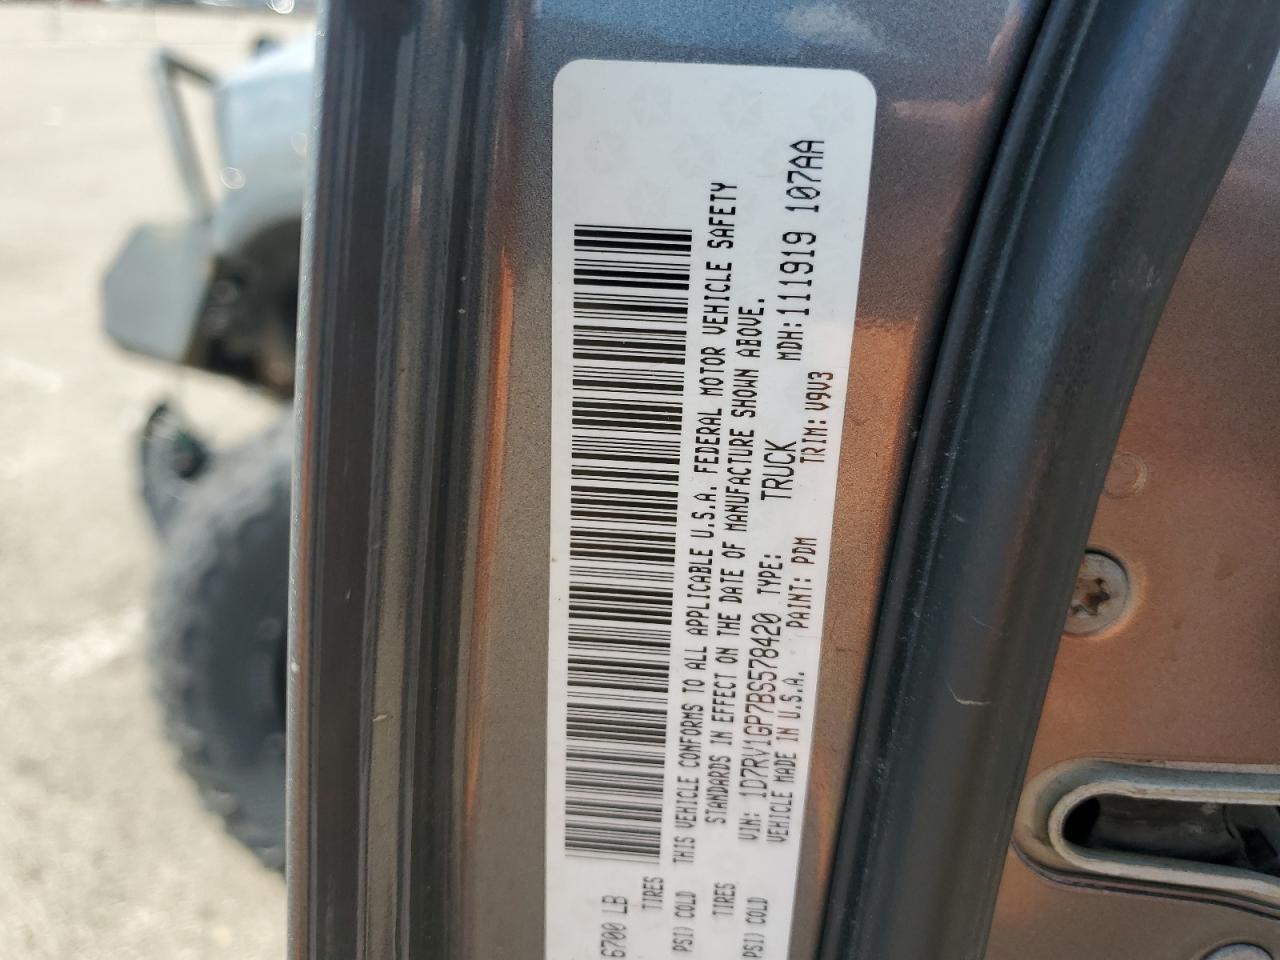 6700 LB
TIRES
PSI) COLD
THIS VEHICLE CONFORMS TO ALL APPLICABLE U.S.A. FEDERAL MOTOR VEHICLE SAFETY
TIRES
STANDARDS IN EFFECT ON THE DATE OF MANUFACTURE SHOWN ABOVE.
PSI) COLD
VIN: 1D7RV1GP7BS578420 TYPE: TRUCK MDH:111919 107AA
VEHICLE MADE IN U.S.A. PAINT: PDM TRIM: V9V3